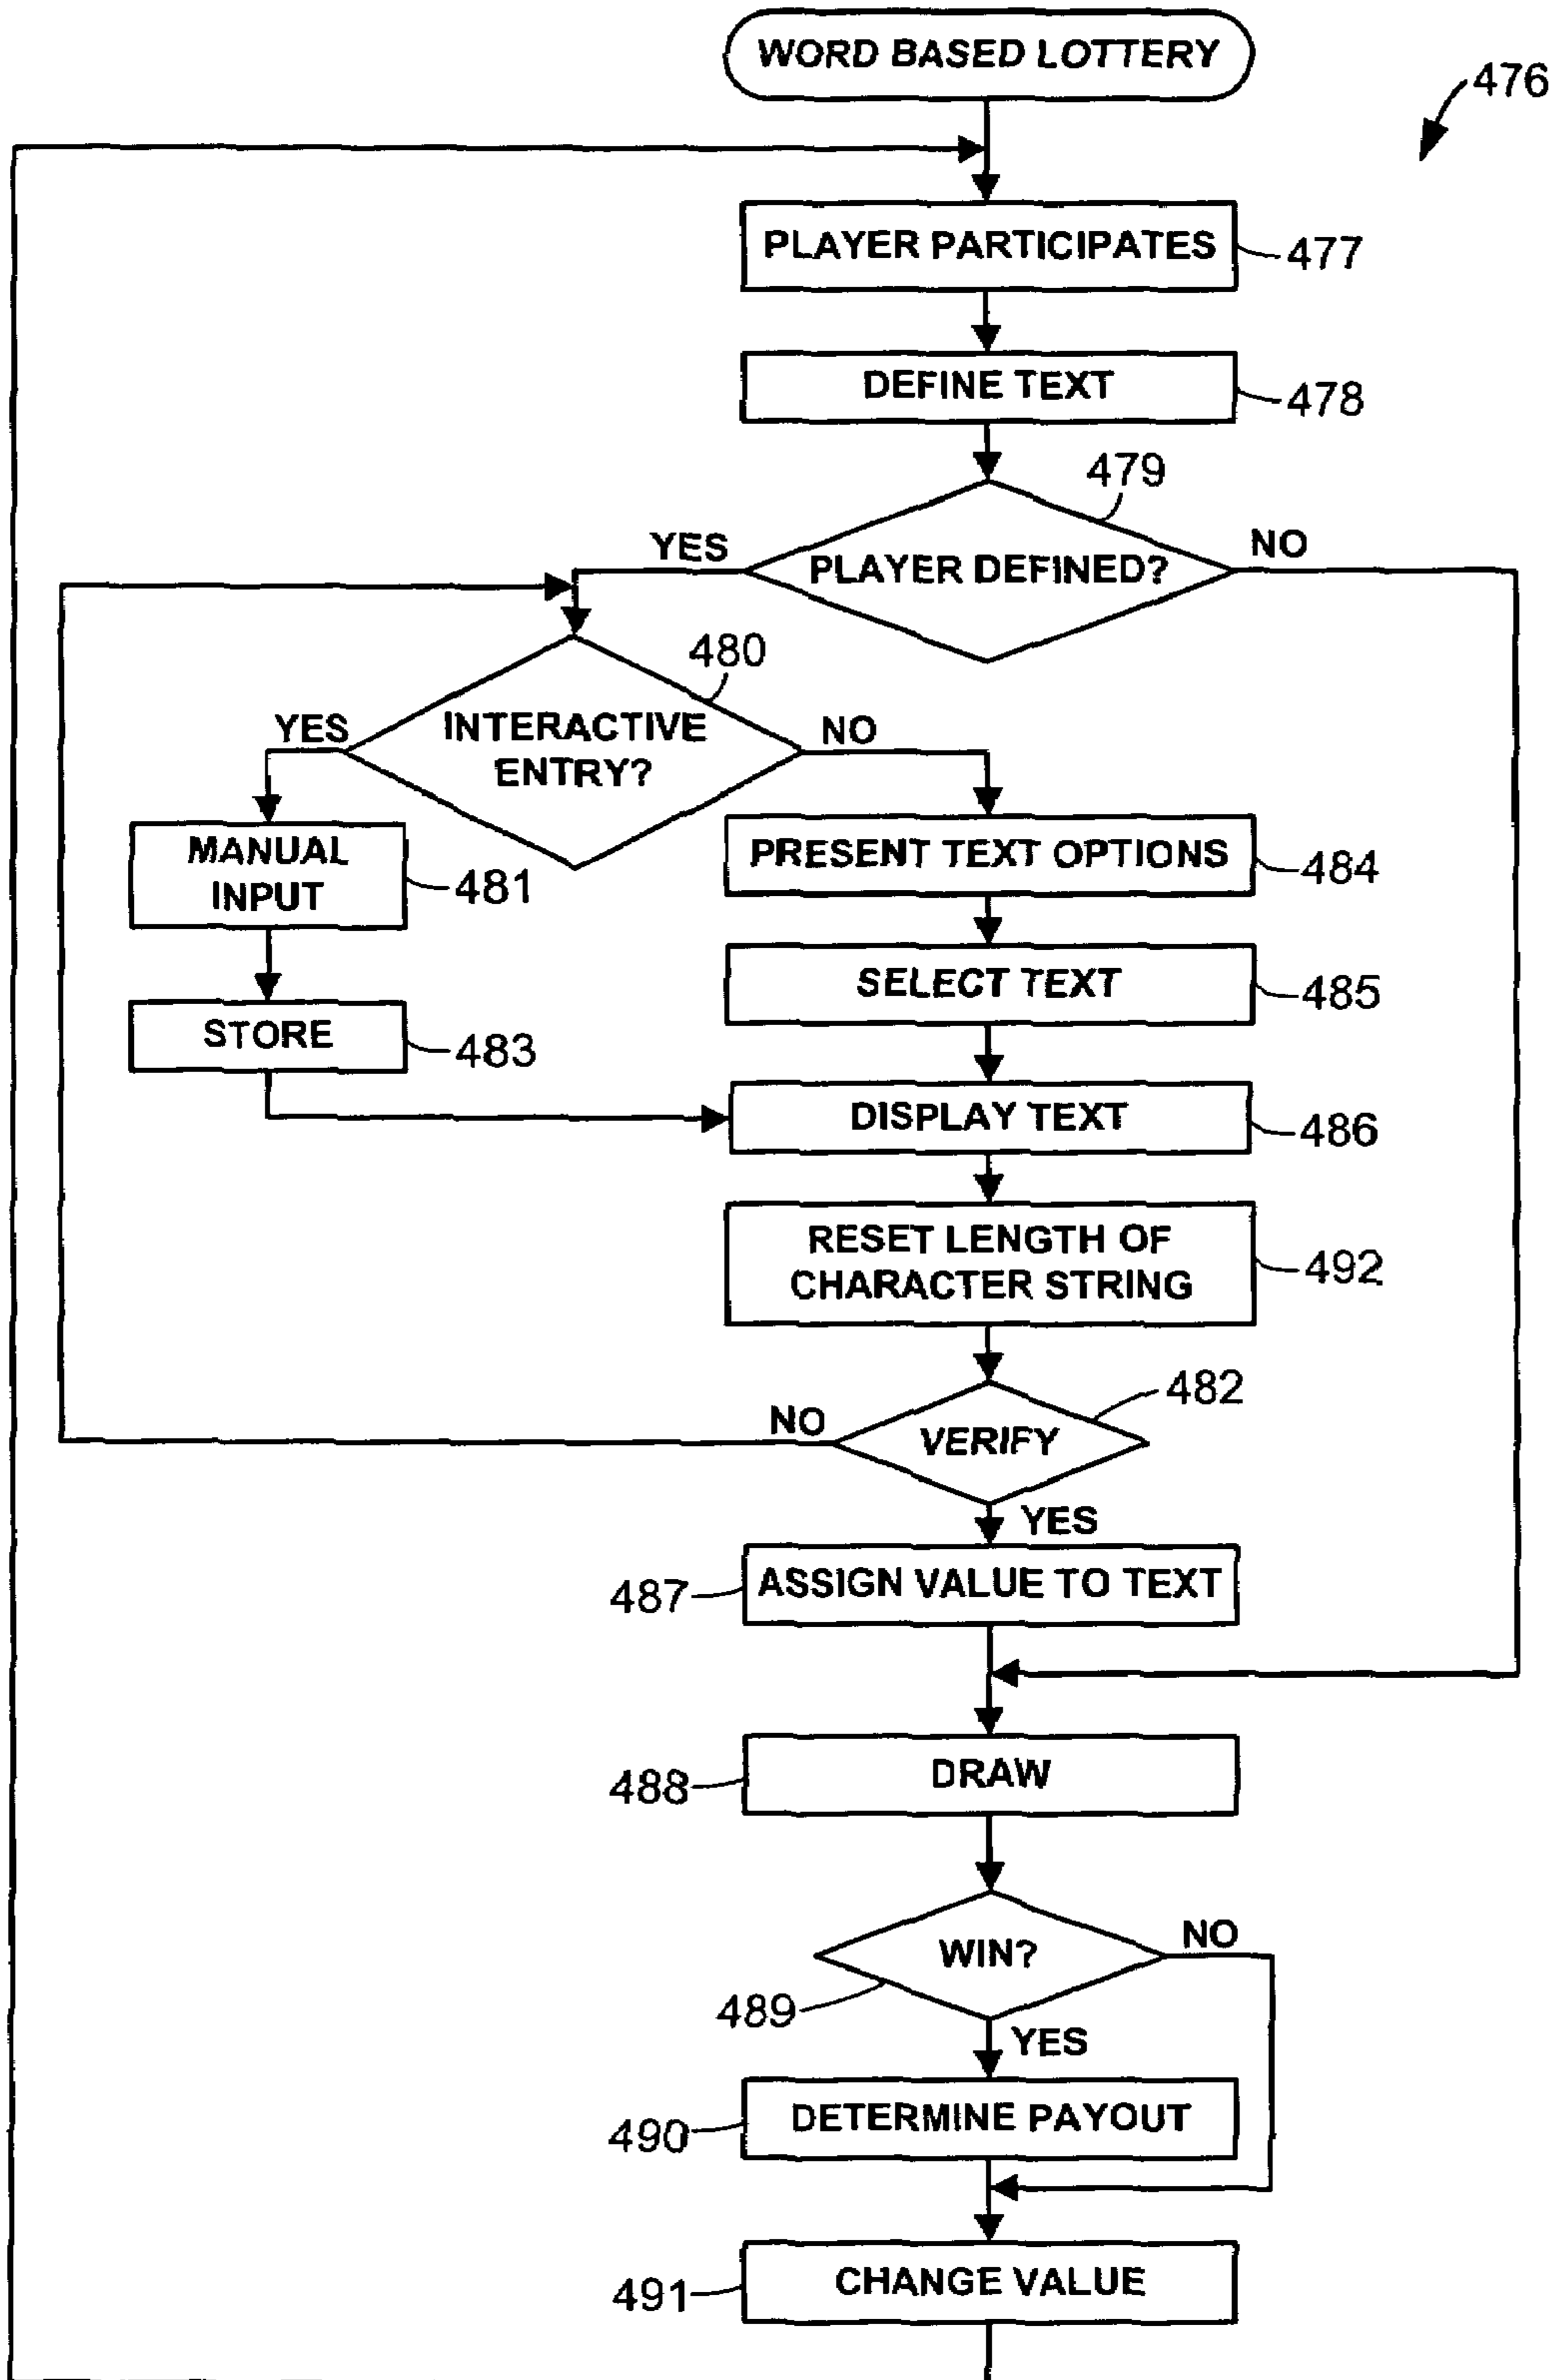 WORD BASED LOTTERY
476
PLAYER PARTICIPATES
477
DEFINE TEXT
478
479
PLAYER DEFINED?
YES
NO
480
INTERACTIVE
ENTRY?
YES
NO
MANUAL
INPUT
481
PRESENT TEXT OPTIONS
484
SELECT TEXT
485
STORE
483
DISPLAY TEXT
486
RESET LENGTH OF
CHARACTER STRING
492
482
NO
VERIFY
YES
487
ASSIGN VALUE TO TEXT
488
DRAW
WIN?
NO
489
YES
490
DETERMINE PAYOUT
491
CHANGE VALUE